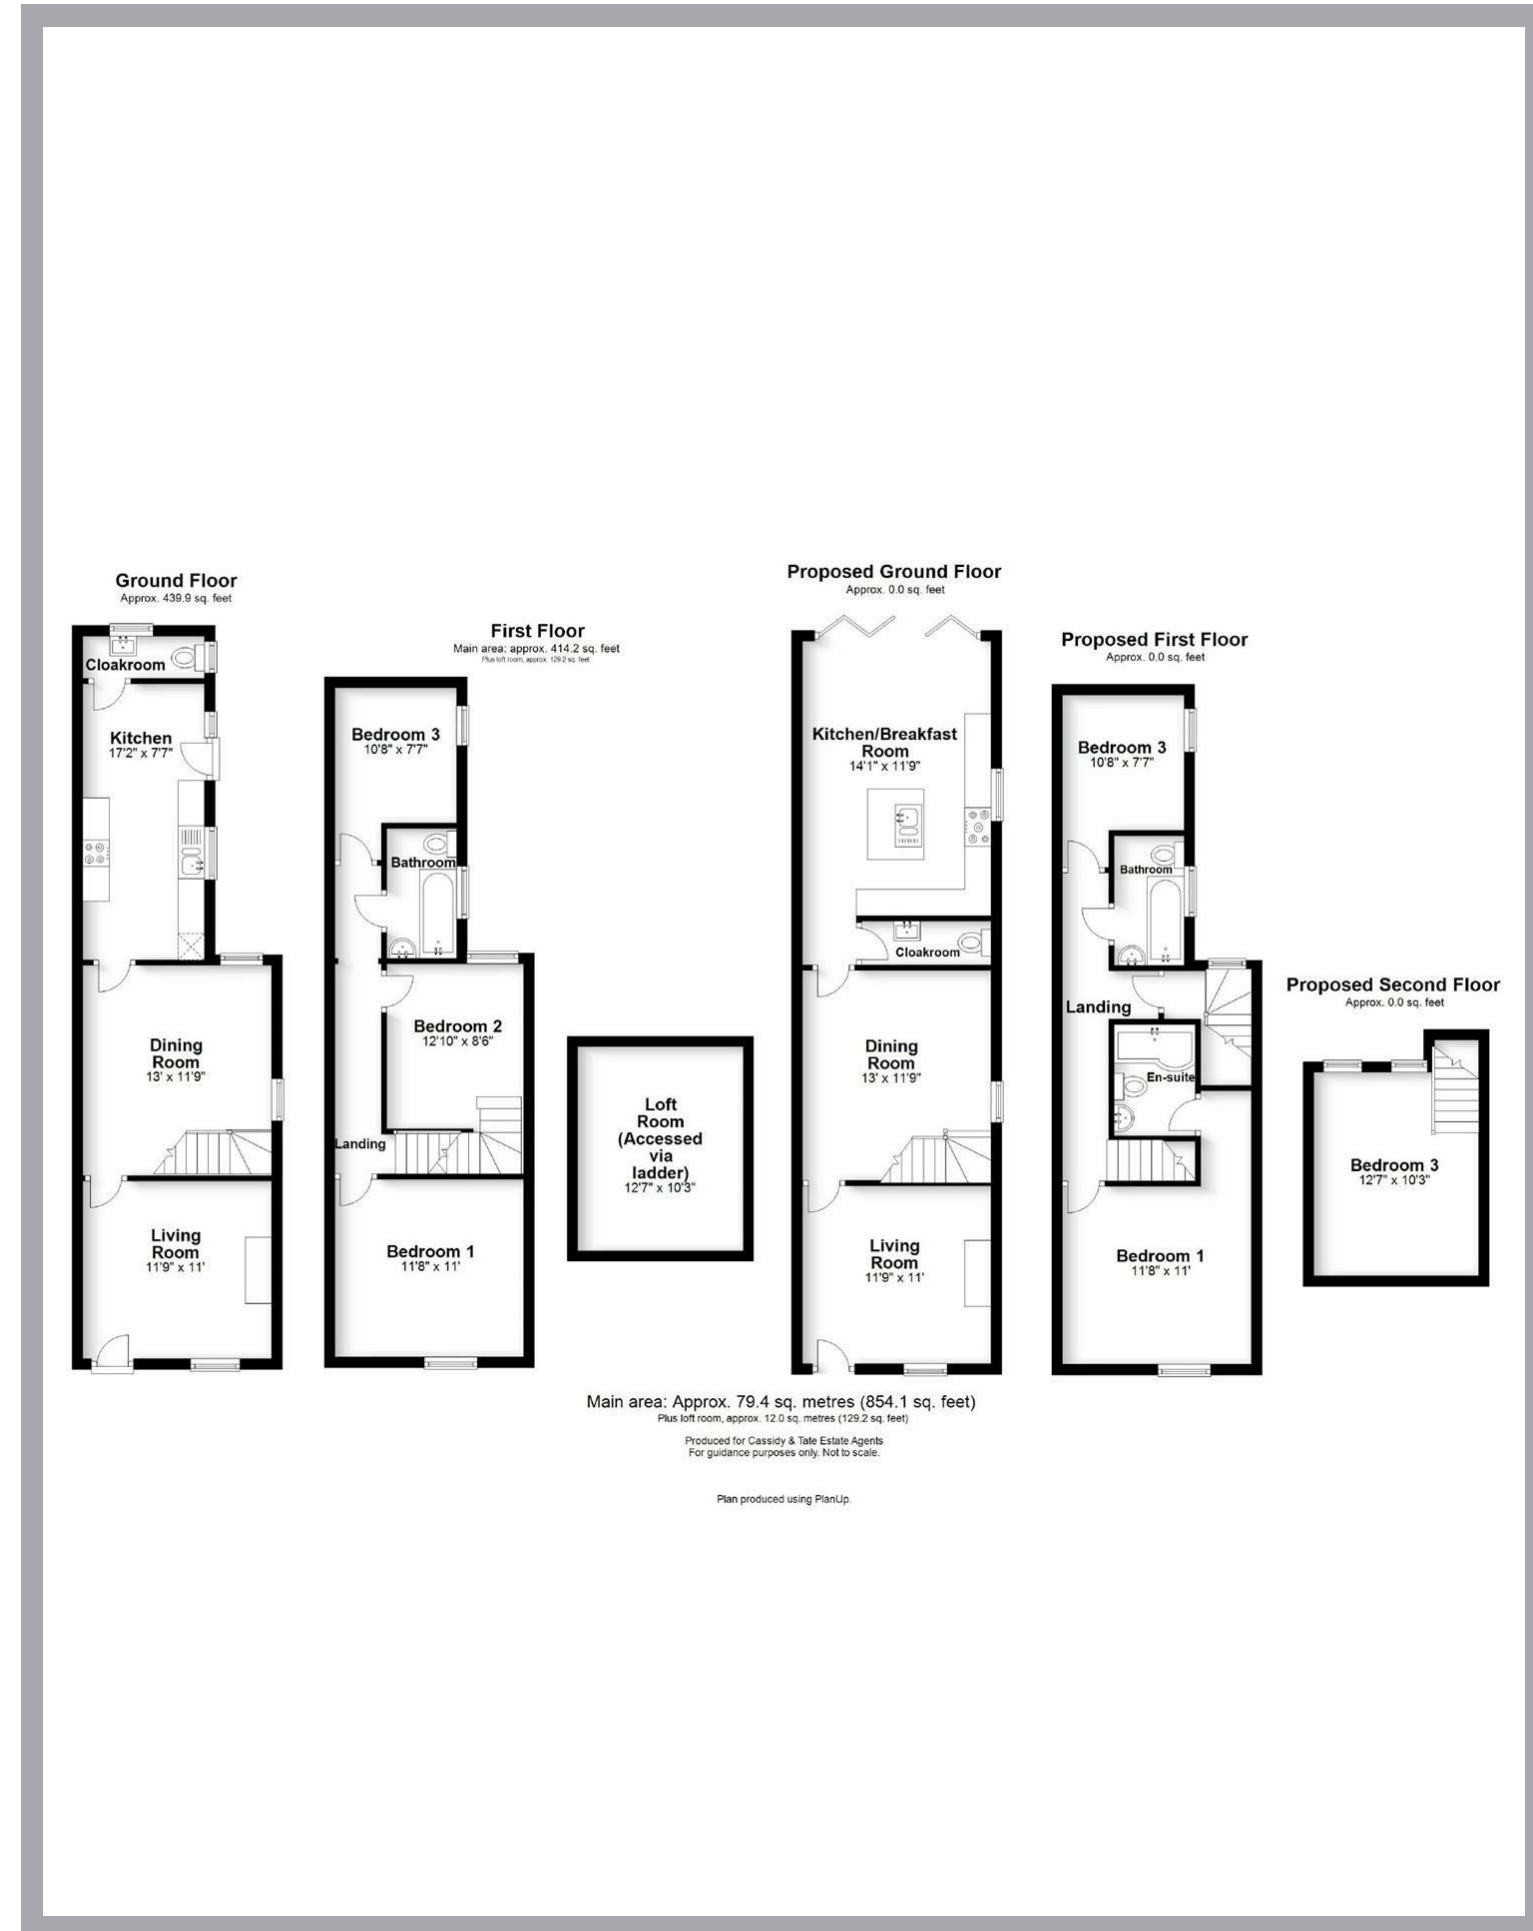 Ground Floor
Approx. 439.9 sq. feet
Cloakroom
Kitchen
17'2" x 7'7"
Dining
Room
13' x 11'9"
Living
Room
11'9" x 11'
First Floor
Main area: approx. 414.2 sq. feet
Plus loft room, approx. 129.2 sq. feet
Bedroom 3
10'8" x 7'7"
Bathroom
Bedroom 2
12'10" x 8'6"
Landing
Bedroom 1
11'8" x 11'
Loft
Room
(Accessed
via
ladder)
12'7" x 10'3"
Proposed Ground Floor
Approx. 0.0 sq. feet
Kitchen/Breakfast
Room
14'1" x 11'9"
Cloakroom
Dining
Room
13' x 11'9"
Living
Room
11'9" x 11'
Proposed First Floor
Approx. 0.0 sq. feet
Bedroom 3
10'8" x 7'7"
Bathroom
Landing
En-suite
Bedroom 1
11'8" x 11'
Proposed Second Floor
Approx. 0.0 sq. feet
Bedroom 3
12'7" x 10'3"
Main area: Approx. 79.4 sq. metres (854.1 sq. feet)
Plus loft room, approx. 12.0 sq. metres (129.2 sq. feet)
Produced for Cassidy & Tate Estate Agents
For guidance purposes only. Not to scale.
Plan produced using PlanUp.